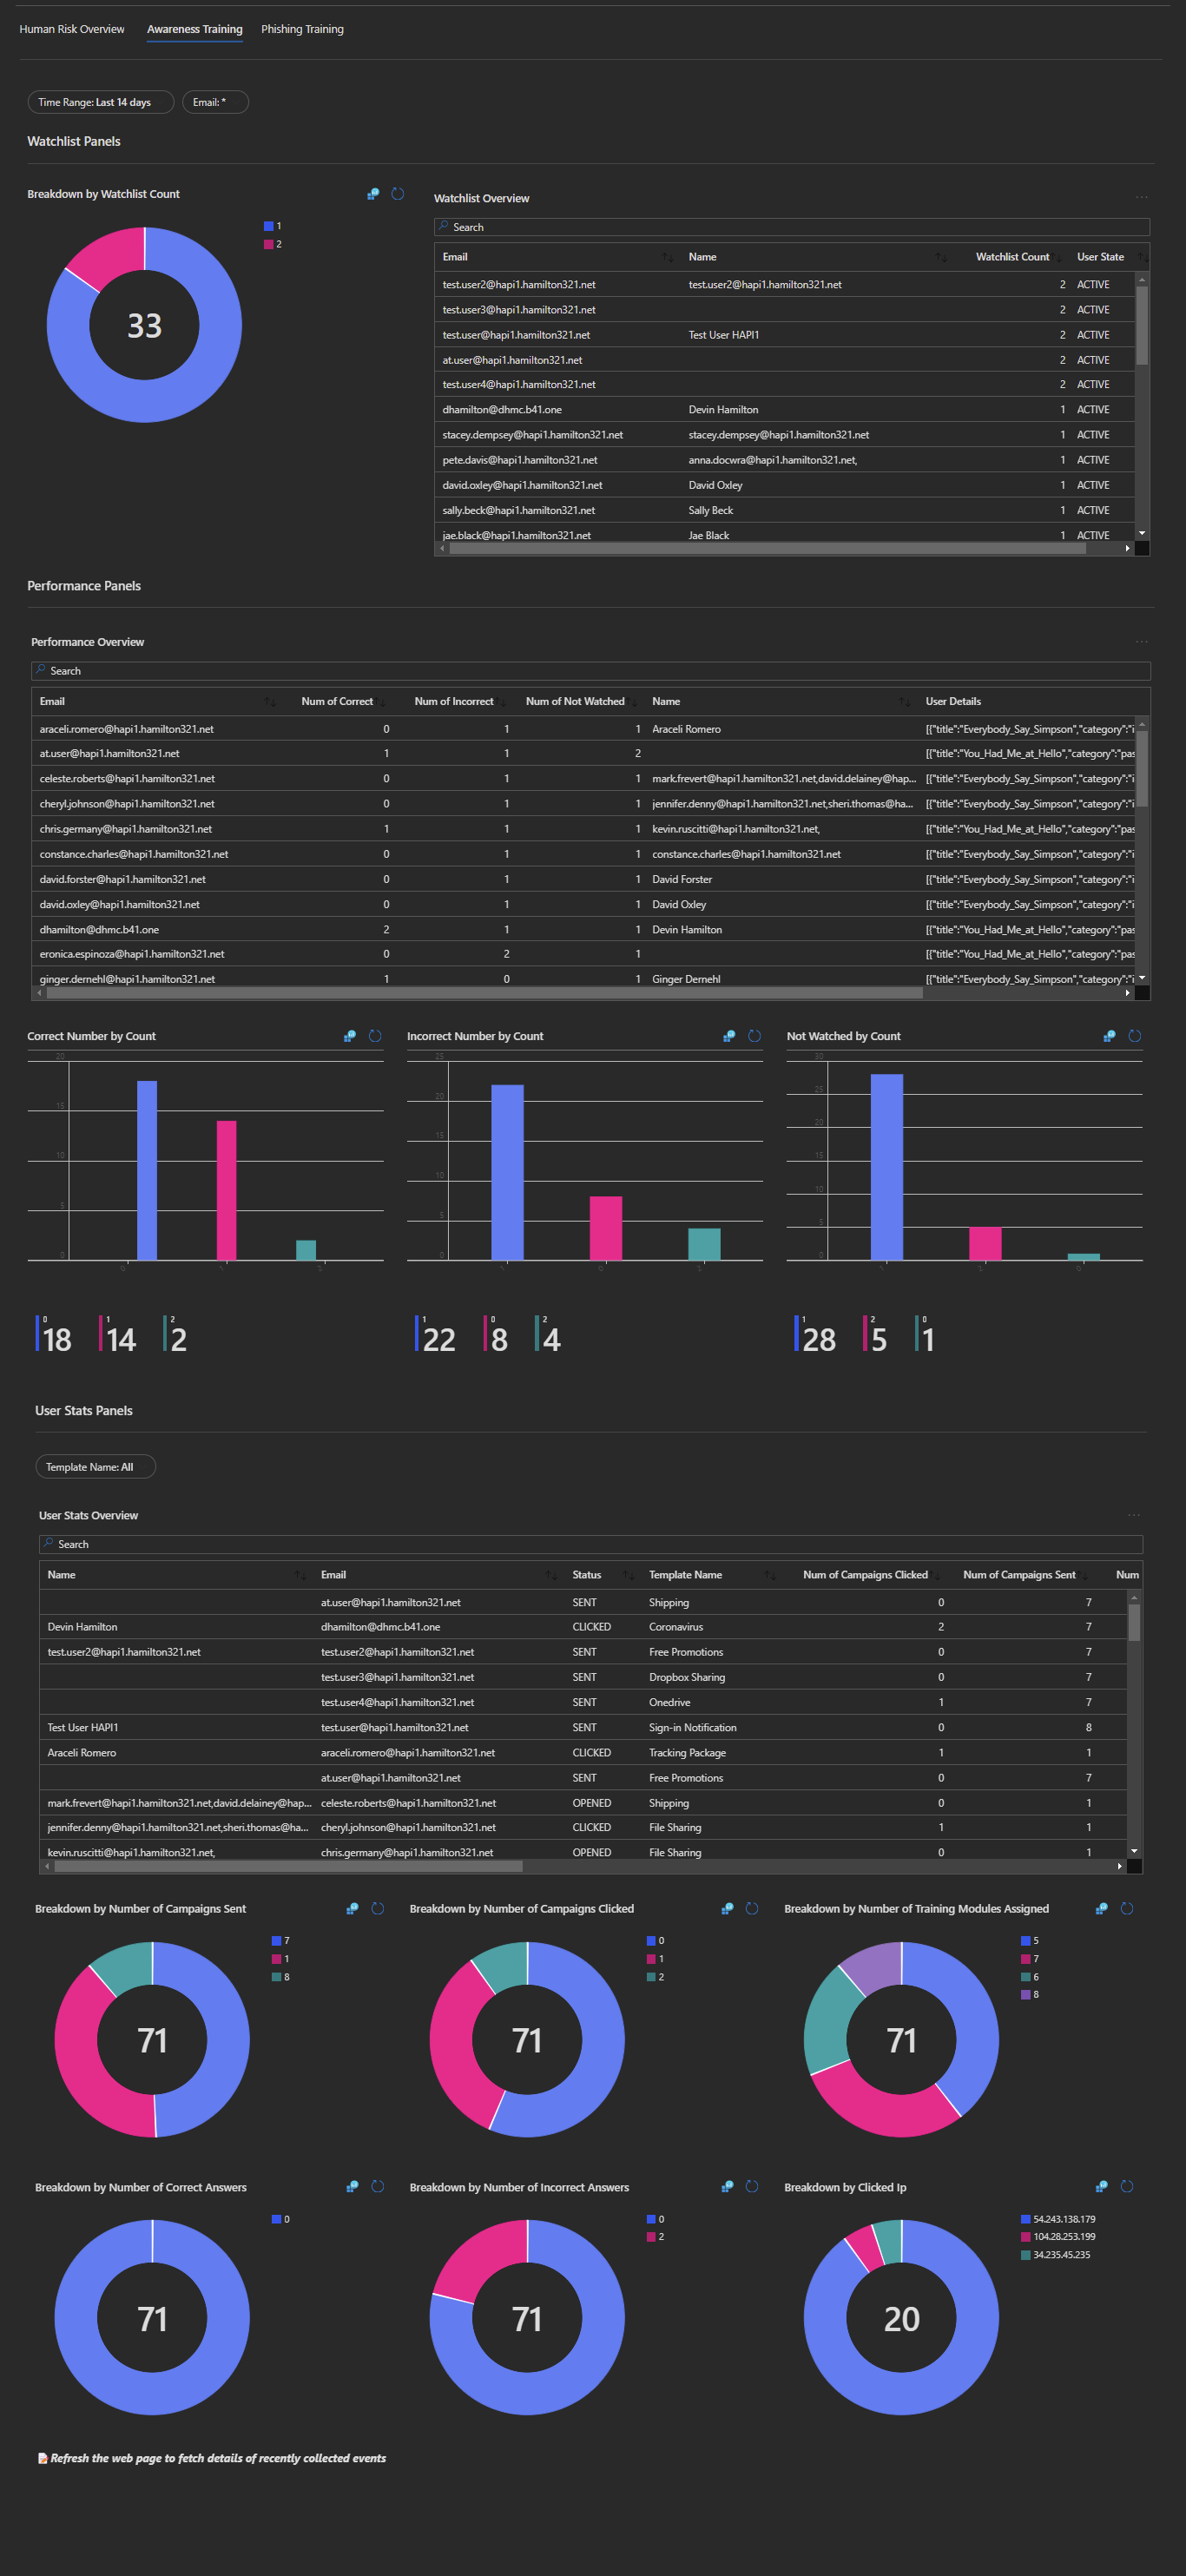 Human Risk Overview Awareness Training Phishing Training
Time Range: Last 14 days Email: *
Watchlist Panels
Breakdown by Watchlist Count
1
2
33
Watchlist Overview
Search
Email Name Watchlist Count User State
test.user2@hapi1.hamilton321.net test.user2@hapi1.hamilton321.net 2 ACTIVE
test.user3@hapi1.hamilton321.net 2 ACTIVE
test.user@hapi1.hamilton321.net Test User HAPI1 2 ACTIVE
at.user@hapi1.hamilton321.net 2 ACTIVE
test.user4@hapi1.hamilton321.net 2 ACTIVE
dhamilton@dhmc.b41.one Devin Hamilton 1 ACTIVE
stacey.dempsey@hapi1.hamilton321.net stacey.dempsey@hapi1.hamilton321.net 1 ACTIVE
pete.davis@hapi1.hamilton321.net anna.docwra@hapi1.hamilton321.net, 1 ACTIVE
david.oxley@hapi1.hamilton321.net David Oxley 1 ACTIVE
sally.beck@hapi1.hamilton321.net Sally Beck 1 ACTIVE
jae.black@hapi1.hamilton321.net Jae Black 1 ACTIVE
Performance Panels
Performance Overview
Search
Email Num of Correct Num of Incorrect Num of Not Watched Name User Details
araceli.romero@hapi1.hamilton321.net 0 1 1 Araceli Romero [{"title":"Everybody_Say_Simpson","category":"i
at.user@hapi1.hamilton321.net 1 1 2 [{"title":"You_Had_Me_at_Hello","category":"pas
celeste.roberts@hapi1.hamilton321.net 0 1 1 mark.frevert@hapi1.hamilton321.net,david.delainey@hap... [{"title":"Everybody_Say_Simpson","category":"i
cheryl.johnson@hapi1.hamilton321.net 0 1 1 jennifer.denny@hapi1.hamilton321.net,sheri.thomas@ha... [{"title":"Everybody_Say_Simpson","category":"i
chris.germany@hapi1.hamilton321.net 1 1 1 kevin.ruscitti@hapi1.hamilton321.net, [{"title":"You_Had_Me_at_Hello","category":"pas
constance.charles@hapi1.hamilton321.net 0 1 1 constance.charles@hapi1.hamilton321.net [{"title":"Everybody_Say_Simpson","category":"i
david.forster@hapi1.hamilton321.net 0 1 1 David Forster [{"title":"Everybody_Say_Simpson","category":"i
david.oxley@hapi1.hamilton321.net 0 1 1 David Oxley [{"title":"Everybody_Say_Simpson","category":"i
dhamilton@dhmc.b41.one 2 1 1 Devin Hamilton [{"title":"You_Had_Me_at_Hello","category":"pas
eronica.espinoza@hapi1.hamilton321.net 0 2 1 [{"title":"You_Had_Me_at_Hello","category":"pas
ginger.dernehl@hapi1.hamilton321.net 1 0 1 Ginger Dernehl [{"title":"Everybody_Say_Simpson","category":"i
Correct Number by Count
20
15
10
5
0
0 1 2
0 1 2
18 14 2
Incorrect Number by Count
25
20
15
10
5
0
1 0 2
1 0 2
22 8 4
Not Watched by Count
30
25
20
15
10
5
0
1 2 0
1 2 0
28 5 1
User Stats Panels
Template Name: All
User Stats Overview
Search
Name Email Status Template Name Num of Campaigns Clicked Num of Campaigns Sent Num
at.user@hapi1.hamilton321.net SENT Shipping 0 7
Devin Hamilton dhamilton@dhmc.b41.one CLICKED Coronavirus 2 7
test.user2@hapi1.hamilton321.net test.user2@hapi1.hamilton321.net SENT Free Promotions 0 7
test.user3@hapi1.hamilton321.net SENT Dropbox Sharing 0 7
test.user4@hapi1.hamilton321.net SENT Onedrive 1 7
Test User HAPI1 test.user@hapi1.hamilton321.net SENT Sign-in Notification 0 8
Araceli Romero araceli.romero@hapi1.hamilton321.net CLICKED Tracking Package 1 1
at.user@hapi1.hamilton321.net SENT Free Promotions 0 7
mark.frevert@hapi1.hamilton321.net,david.delainey@hap... celeste.roberts@hapi1.hamilton321.net OPENED Shipping 0 1
jennifer.denny@hapi1.hamilton321.net,sheri.thomas@ha... cheryl.johnson@hapi1.hamilton321.net CLICKED File Sharing 1 1
kevin.ruscitti@hapi1.hamilton321.net, chris.germany@hapi1.hamilton321.net OPENED File Sharing 0 1
Breakdown by Number of Campaigns Sent
7
1
8
71
Breakdown by Number of Campaigns Clicked
0
1
2
71
Breakdown by Number of Training Modules Assigned
5
7
6
8
71
Breakdown by Number of Correct Answers
0
71
Breakdown by Number of Incorrect Answers
0
2
71
Breakdown by Clicked Ip
54.243.138.179
104.28.253.199
34.235.45.235
20
Refresh the web page to fetch details of recently collected events